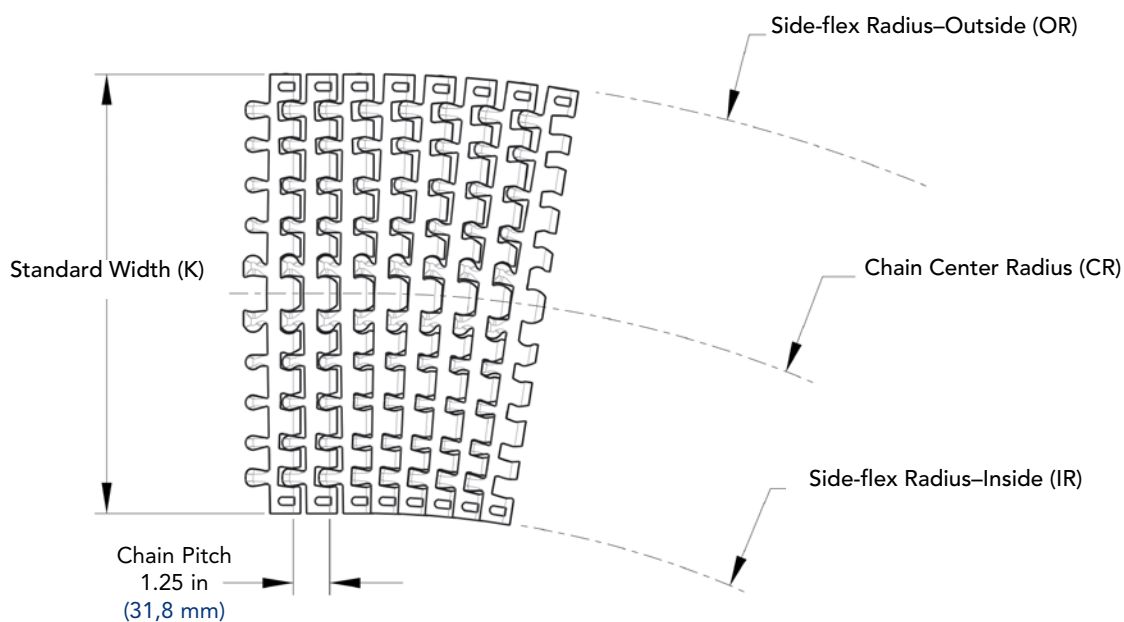 Side-flex Radius–Outside (OR)
Standard Width (K)
Chain Center Radius (CR)
Side-flex Radius–Inside (IR)
Chain Pitch
1.25 in
(31,8 mm)